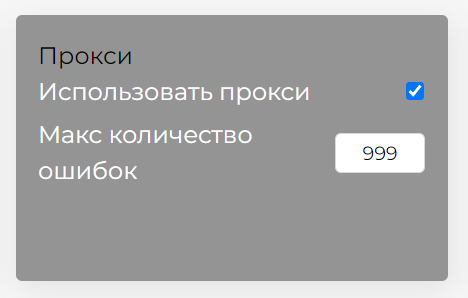 Прокси
Использовать прокси
Макс количество
ошибок
999